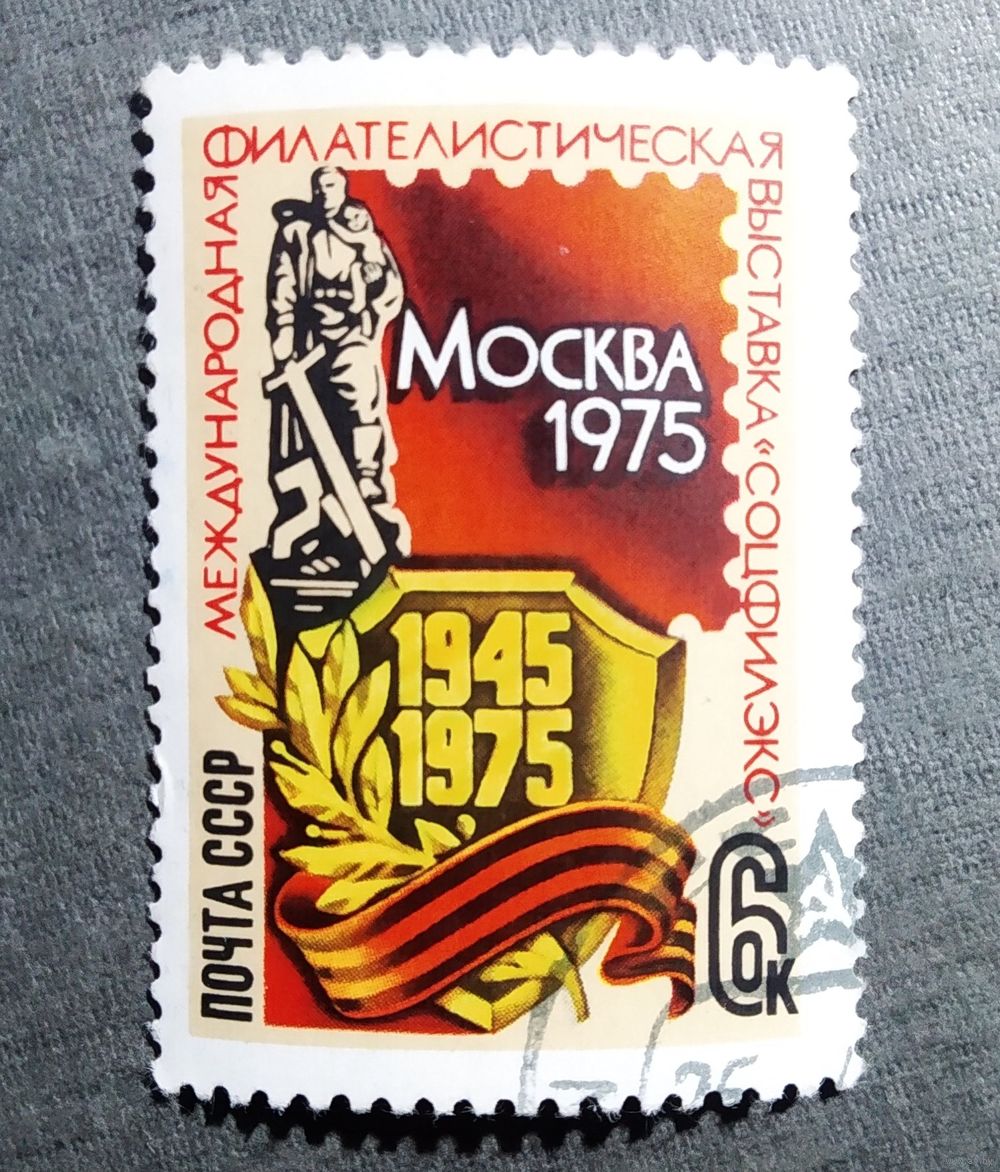 МЕЖДУНАРОДНАЯ
ФИЛАТЕЛИСТИЧЕСКАЯ
ВЫСТАВКА «СОЦФИЛЭКС»
МОСКВА
1975
1945
1975
ПОЧТА СССР
6к